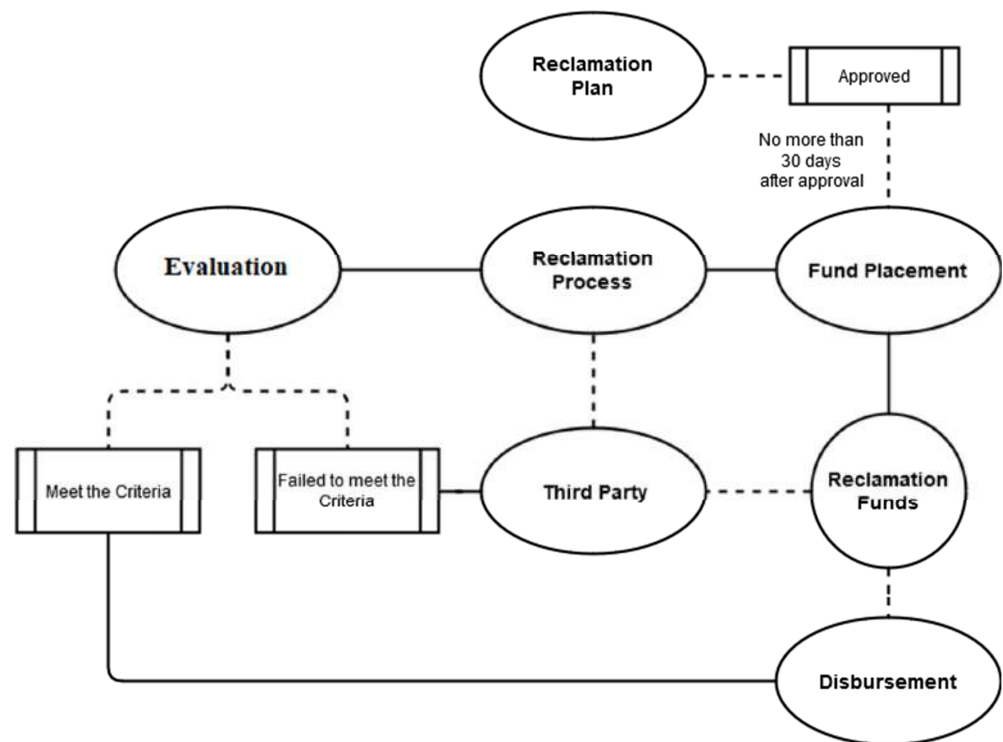 Reclamation
Plan
Approved
No more than
30 days
after approval
Evaluation
Reclamation
Process
Fund Placement
Meet the Criteria
Failed to meet the
Criteria
Third Party
Reclamation
Funds
Disbursement